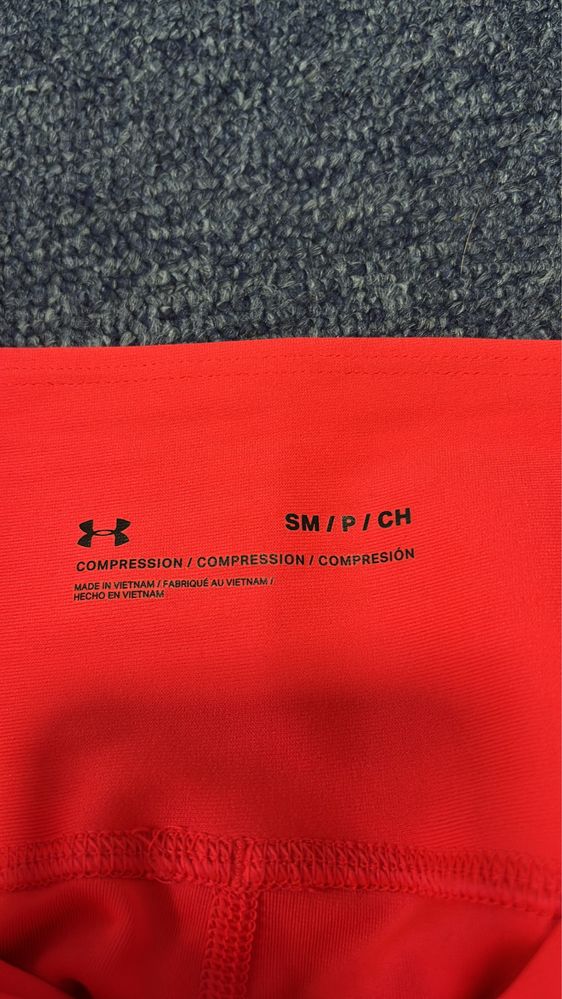 SM / P / CH
COMPRESSION / COMPRESSION / COMPRESIÓN
MADE IN VIETNAM / FABRIQUÉ AU VIETNAM /
HECHO EN VIETNAM